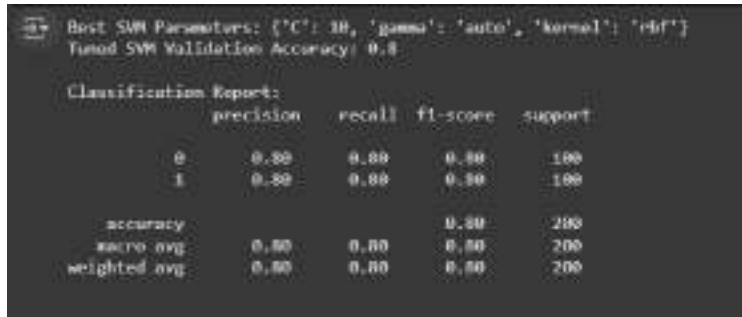 Best SVM Parameters: {'C': 10, 'gamma': 'auto', 'kernel': 'rbf'}
Tuned SVM Validation Accuracy: 0.8
Classification Report:
precision recall f1-score support
0 0.80 0.80 0.80 100
1 0.80 0.80 0.80 100
accuracy 0.80 200
macro avg 0.80 0.80 0.80 200
weighted avg 0.80 0.80 0.80 200